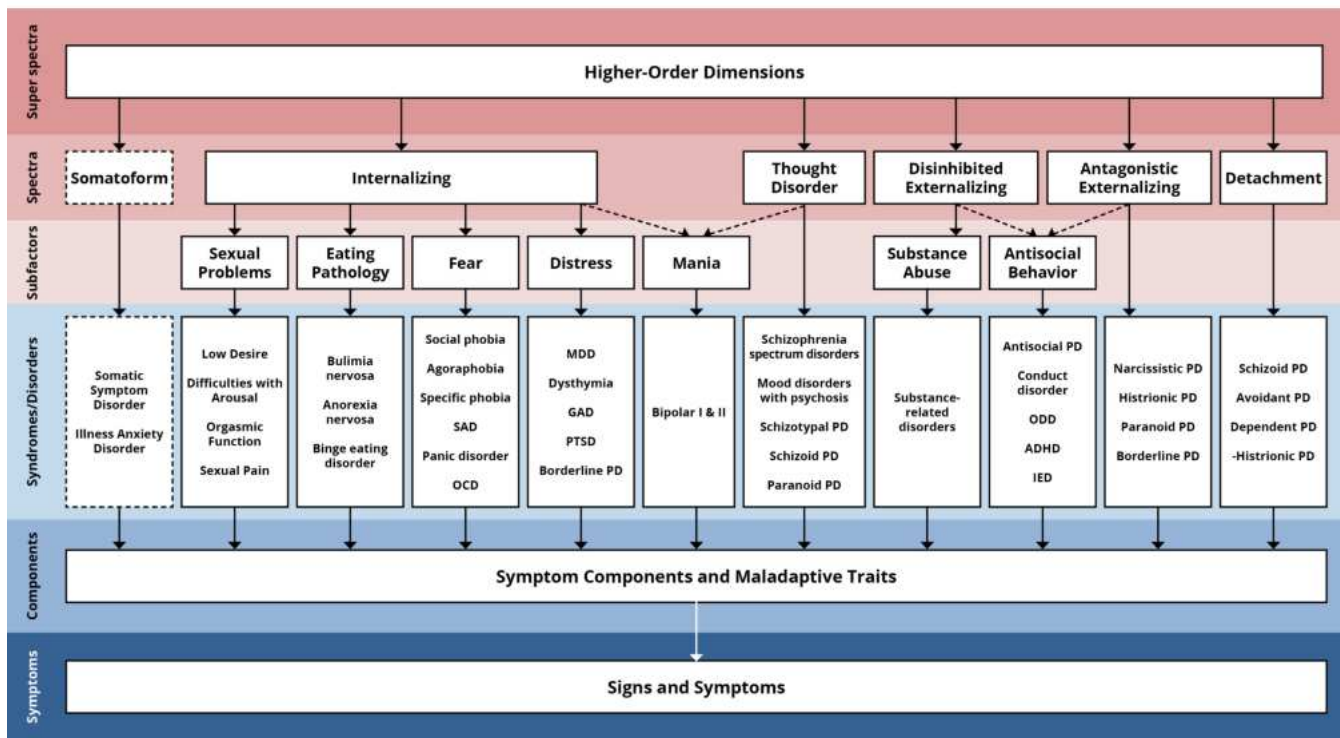 Super spectra
Higher-Order Dimensions
Spectra
Somatoform
Internalizing
Thought
Disorder
Disinhibited
Externalizing
Antagonistic
Externalizing
Detachment
Subfactors
Sexual
Problems
Eating
Pathology
Fear
Distress
Mania
Substance
Abuse
Antisocial
Behavior
Syndromes/Disorders
Somatic
Symptom
Disorder
Illness Anxiety
Disorder
Low Desire
Difficulties with
Arousal
Orgasmic
Function
Sexual Pain
Bulimia
nervosa
Anorexia
nervosa
Binge eating
disorder
Social phobia
Agoraphobia
Specific phobia
SAD
Panic disorder
OCD
MDD
Dysthymia
GAD
PTSD
Borderline PD
Bipolar I & II
Schizophrenia
spectrum disorders
Mood disorders
with psychosis
Schizotypal PD
Schizoid PD
Paranoid PD
Substance-
related
disorders
Antisocial PD
Conduct
disorder
ODD
ADHD
IED
Narcissistic PD
Histrionic PD
Paranoid PD
Borderline PD
Schizoid PD
Avoidant PD
Dependent PD
-Histrionic PD
Components
Symptom Components and Maladaptive Traits
Symptoms
Signs and Symptoms